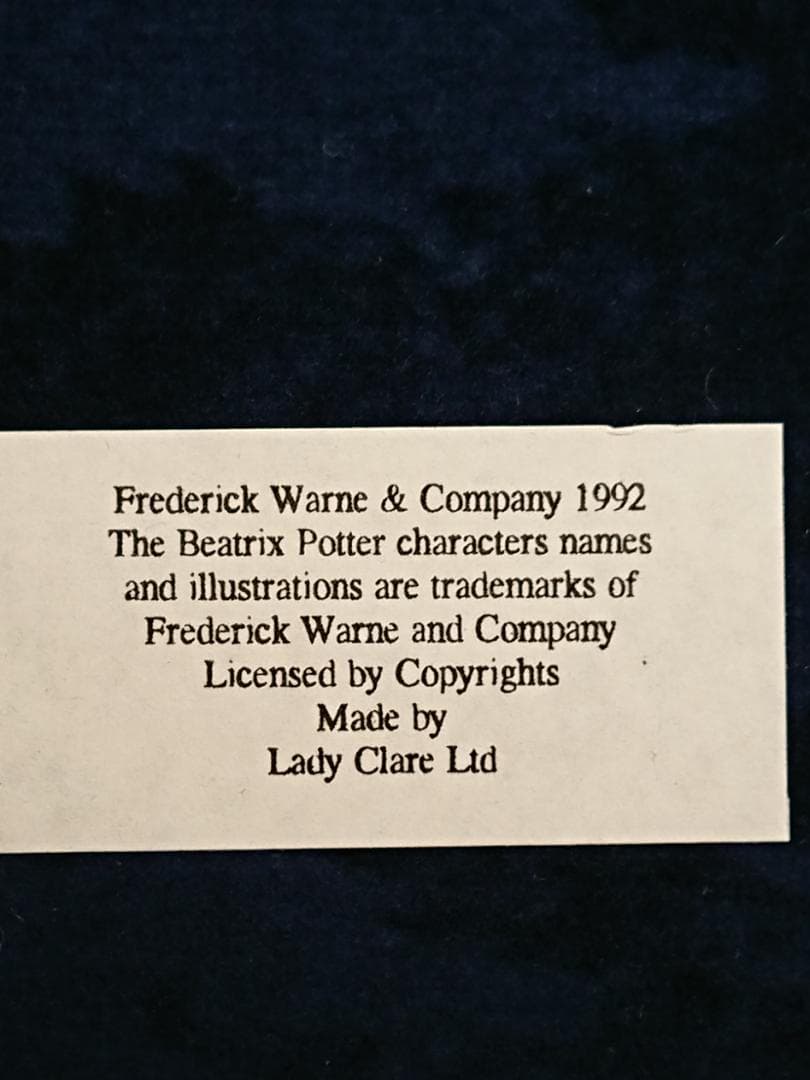 Frederick Warne & Company 1992
The Beatrix Potter characters names
and illustrations are trademarks of
Frederick Warne and Company
Licensed by Copyrights
Made by
Lady Clare Ltd